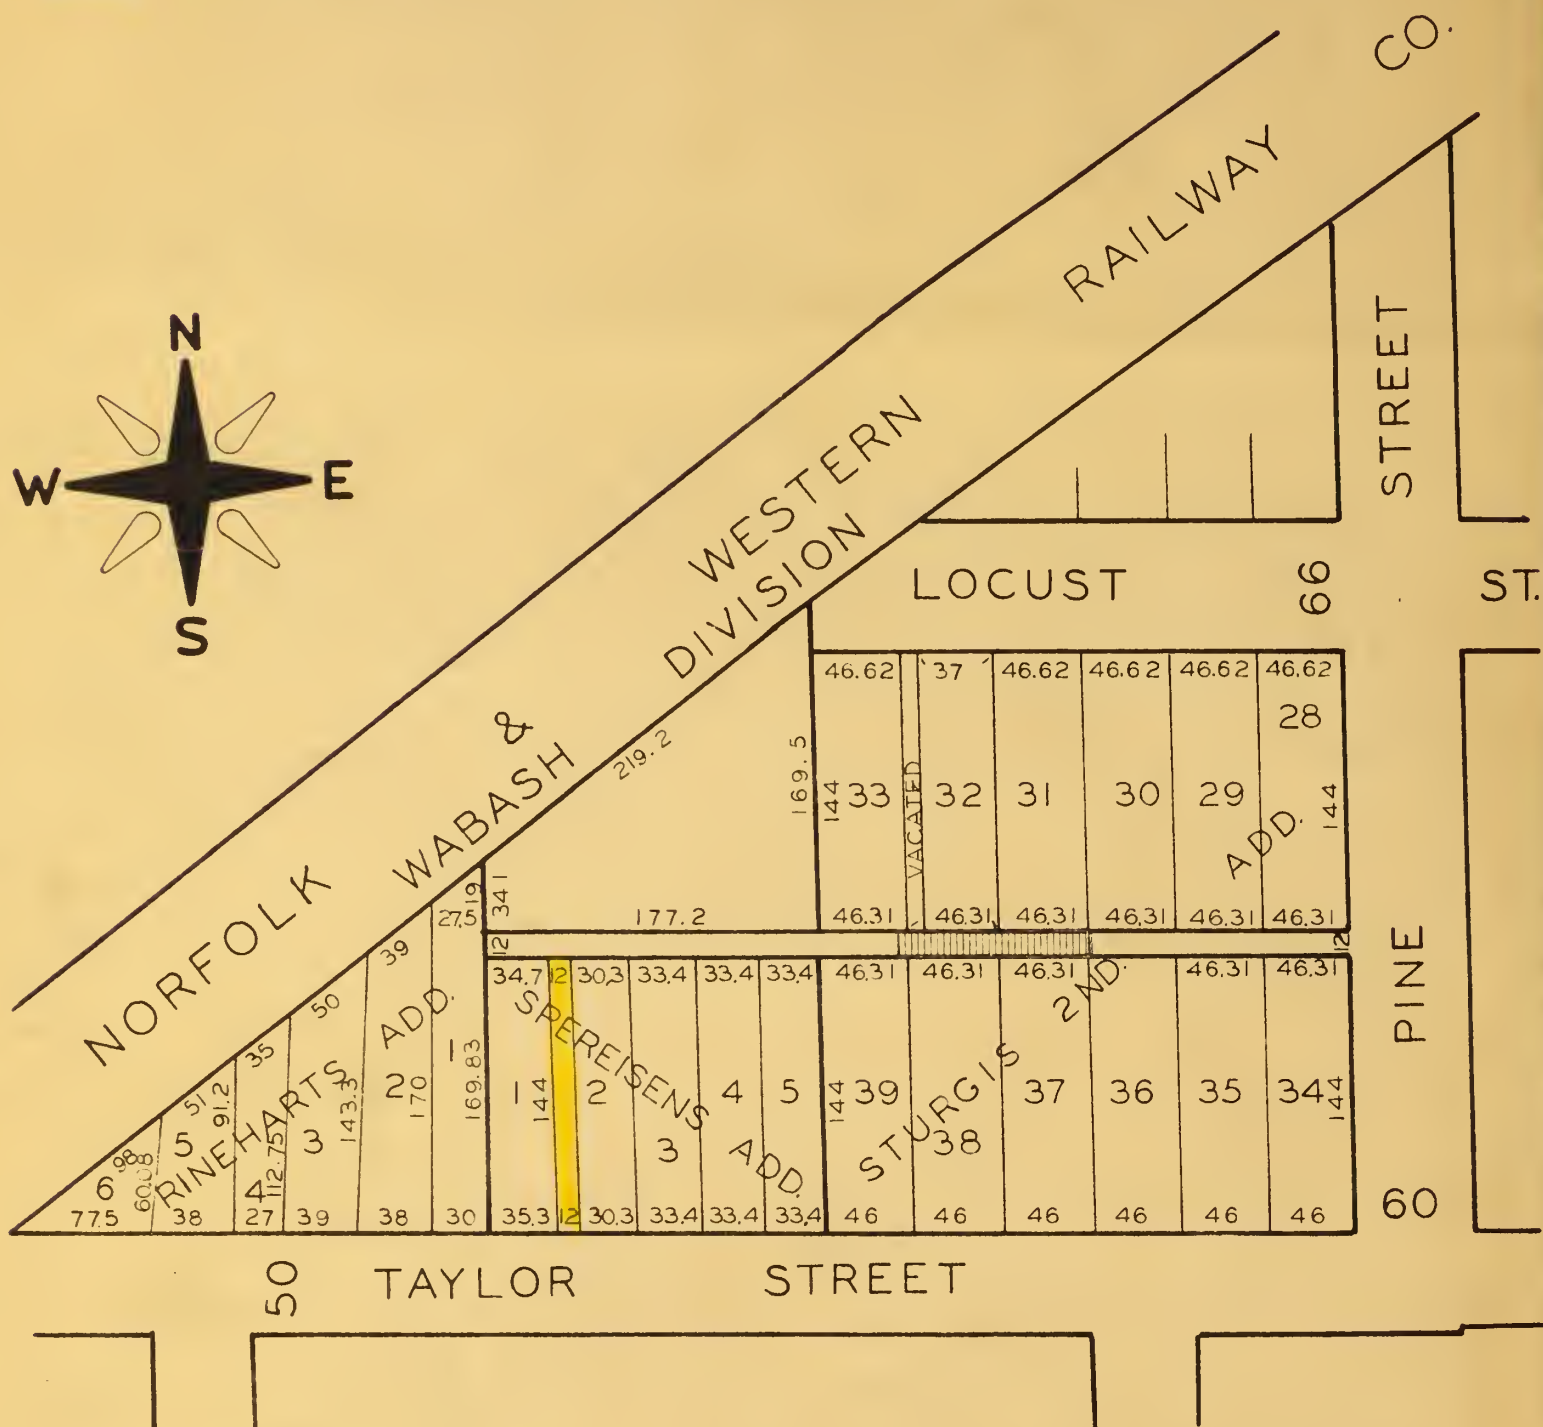 CO.
RAILWAY
N
W E
S
STREET
WESTERN
DIVISION
LOCUST 66 ST.
46.62 37 46.62 46.62 46.62 46.62
28
&
WABASH
219.2
169.5
144 33 VACATED 32 31 30 29 144
ADD.
NORFOLK
19
27.5
34.1
177.2
46.31 46.31 46.31 46.31 46.31 46.31
12 12
39
50
34.7 12 30.3 33.4 33.4 33.4 46.31 46.31 46.31 46.31 46.31
PINE
ADD.
SPEREISENS
2ND.
35
51
91.2
1
2
170
169.83
1
144
2
4
5
144
39
37
36
35
34
144
RINEHARTS
143.3
3
112.75
STURGIS
38
3
ADD.
98
5
6
60.08
4
77.5 38 27 39 38 30 35.3 12 30.3 33.4 33.4 33.4 46 46 46 46 46 46
60
50 TAYLOR STREET